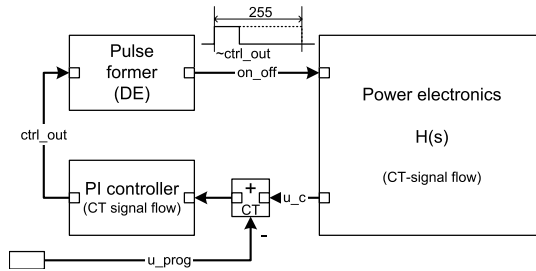 255
~ctrl_out
Pulse
former
(DE)
on_off
Power electronics
H(s)
(CT-signal flow)
ctrl_out
PI controller
(CT signal flow)
+
CT
u_c
-
u_prog